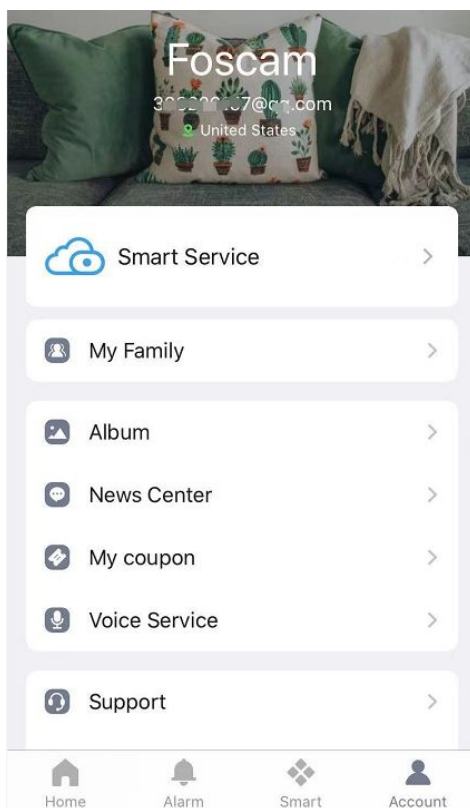 Foscam
United States
Smart Service
My Family
Album
News Center
My coupon
Voice Service
Support
Home
Alarm
Smart
Account